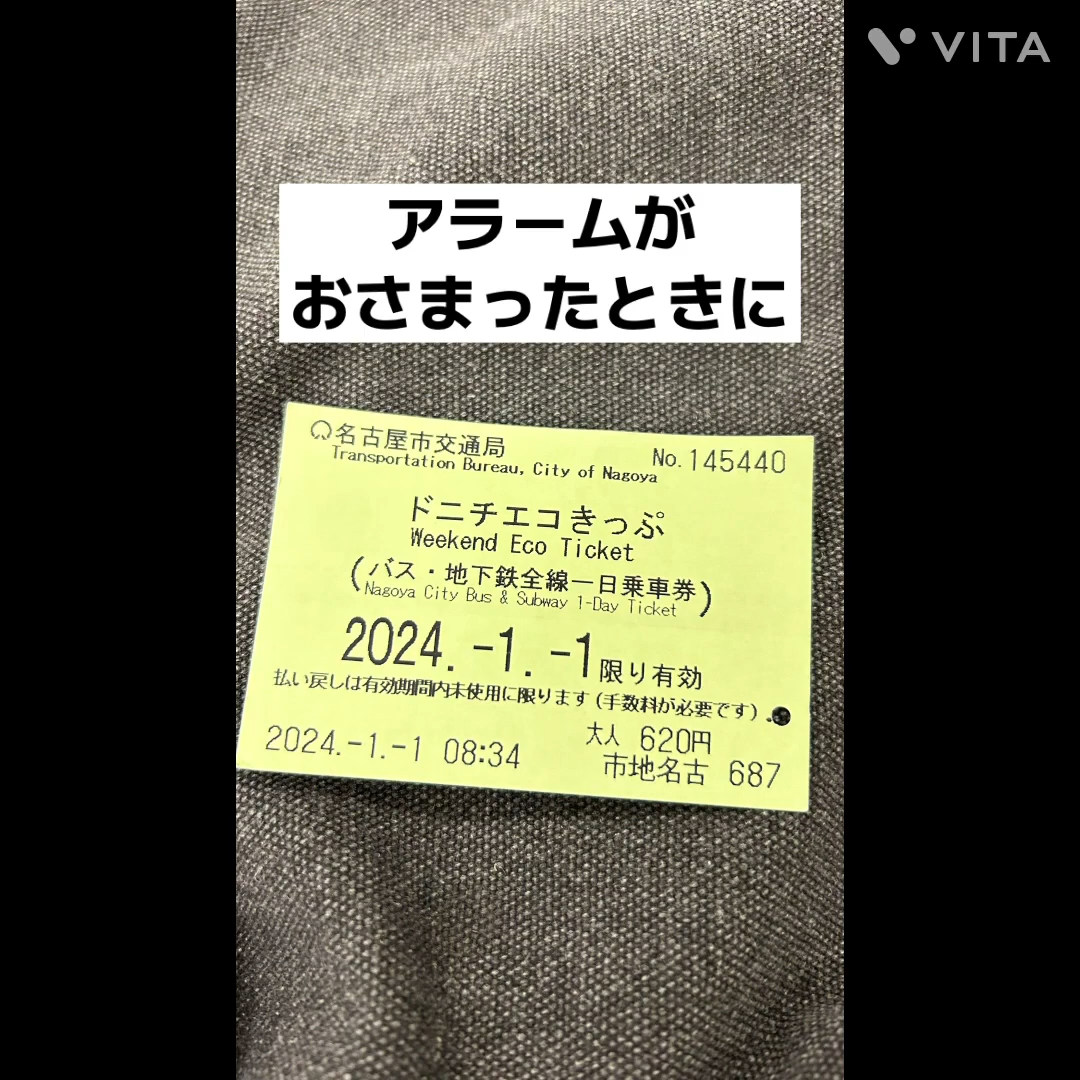 VITA
アラームが
おさまったときに
名古屋市交通局
Transportation Bureau, City of Nagoya
No.145440
ドニチエコきっぷ
Weekend Eco Ticket
(バス・地下鉄全線一日乗車券)
Nagoya City Bus & Subway 1-Day Ticket
2024.-1.-1限り有効
払い戻しは有効期間内未使用に限ります(手数料が必要です).
2024.-1.-1 08:34
大人 620円
市地名古 687